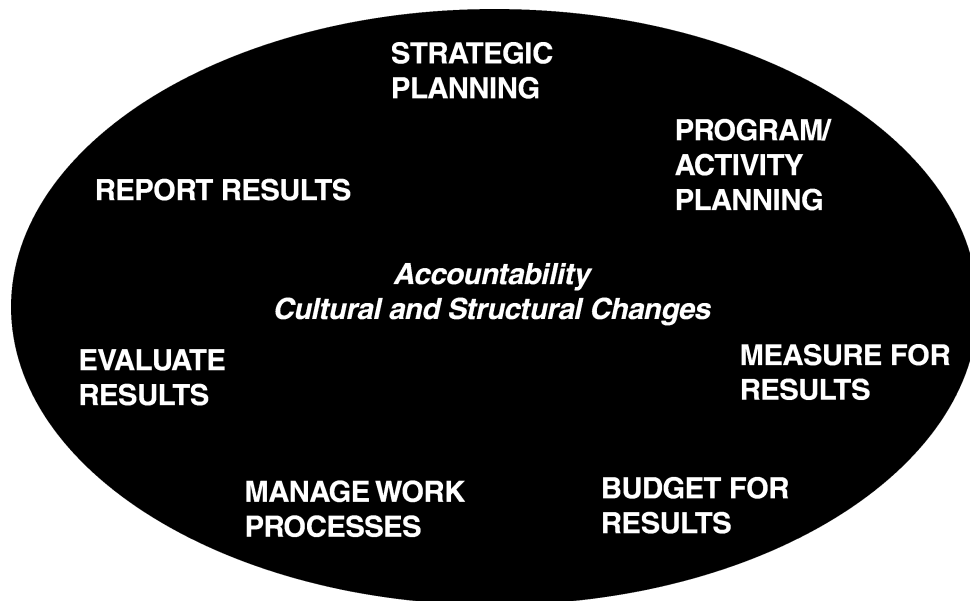 STRATEGIC
PLANNING
PROGRAM/
ACTIVITY
PLANNING
REPORT RESULTS
Accountability
Cultural and Structural Changes
EVALUATE
RESULTS
MEASURE FOR
RESULTS
MANAGE WORK
PROCESSES
BUDGET FOR
RESULTS